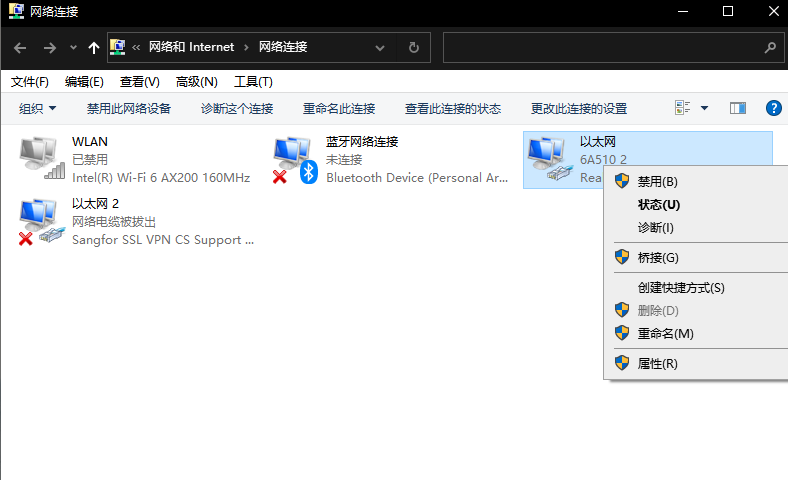 网络连接
« 网络和 Internet › 网络连接
文件(F) 编辑(E) 查看(V) 高级(N) 工具(T)
组织 禁用此网络设备 诊断这个连接 重命名此连接 查看此连接的状态 更改此连接的设置
WLAN
已禁用
Intel(R) Wi-Fi 6 AX200 160MHz
蓝牙网络连接
未连接
Bluetooth Device (Personal Ar...
以太网
6A510 2
Rea
以太网 2
网络电缆被拔出
Sangfor SSL VPN CS Support ...
禁用(B)
状态(U)
诊断(I)
桥接(G)
创建快捷方式(S)
删除(D)
重命名(M)
属性(R)